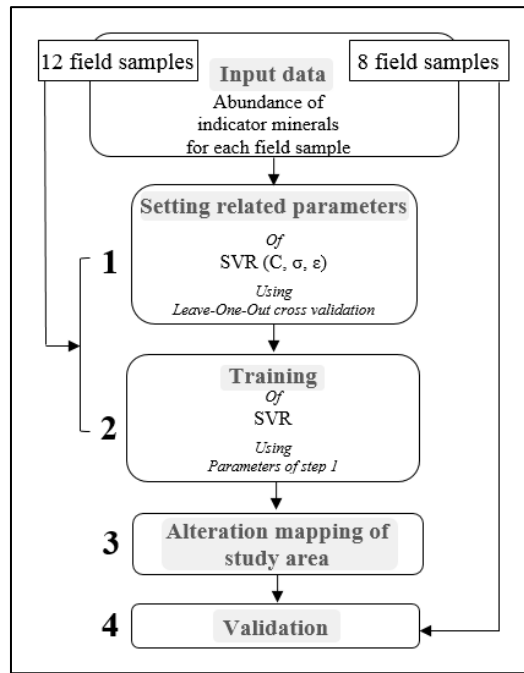 12 field samples
8 field samples
Input data
Abundance of
indicator minerals
for each field sample
Setting related parameters
Of
1
SVR (C, σ, ε)
Using
Leave-One-Out cross validation
Training
Of
2
SVR
Using
Parameters of step 1
3
Alteration mapping of
study area
4
Validation